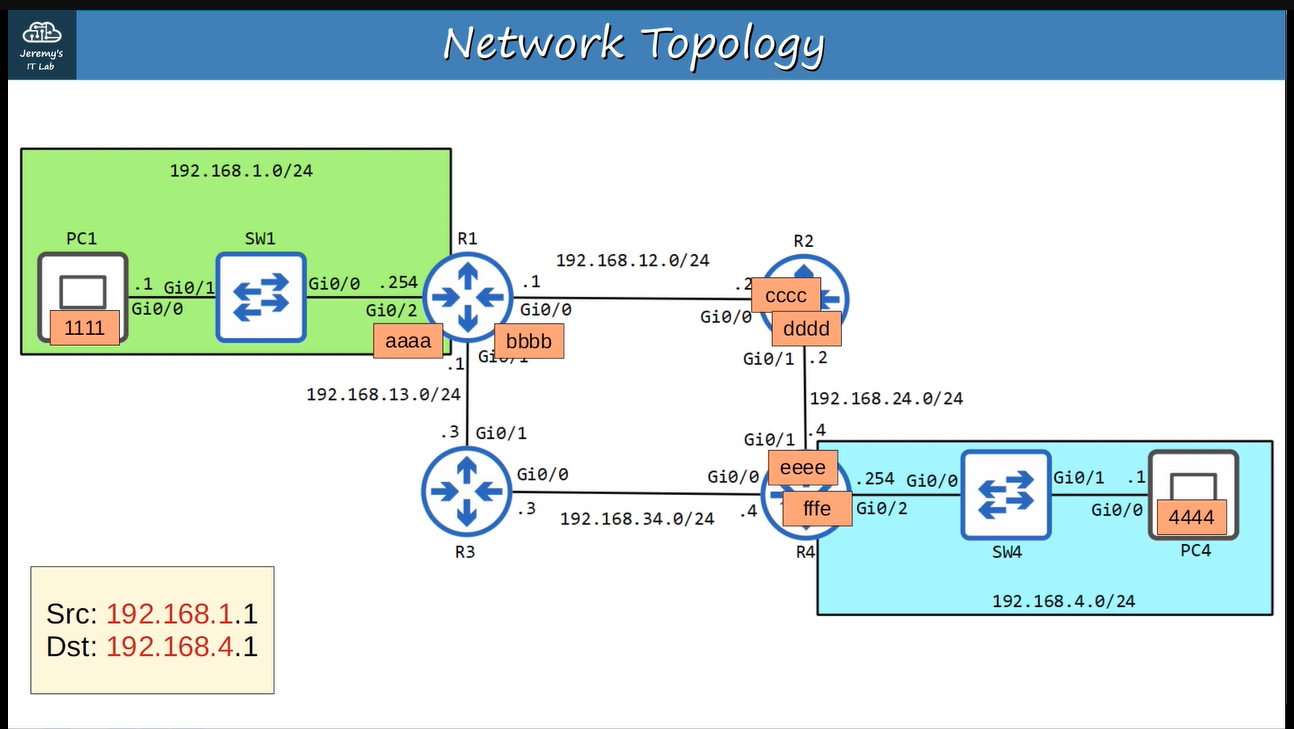 Jeremy's
IT Lab
Network Topology
192.168.1.0/24
PC1
SW1
R1
R2
192.168.12.0/24
.1
Gi0/1
Gi0/0
1111
Gi0/0
.254
Gi0/2
aaaa
.1
Gi0/0
bbbb
.2
Gi0/0
cccc
dddd
.1
192.168.13.0/24
.3
Gi0/1
Gi0/1
.2
192.168.24.0/24
Gi0/1
.4
Gi0/0
.3
192.168.34.0/24
R3
Gi0/0
.4
eeee
fffe
R4
.254
Gi0/0
Gi0/2
SW4
Gi0/1
.1
Gi0/0
4444
PC4
192.168.4.0/24
Src: 192.168.1.1
Dst: 192.168.4.1